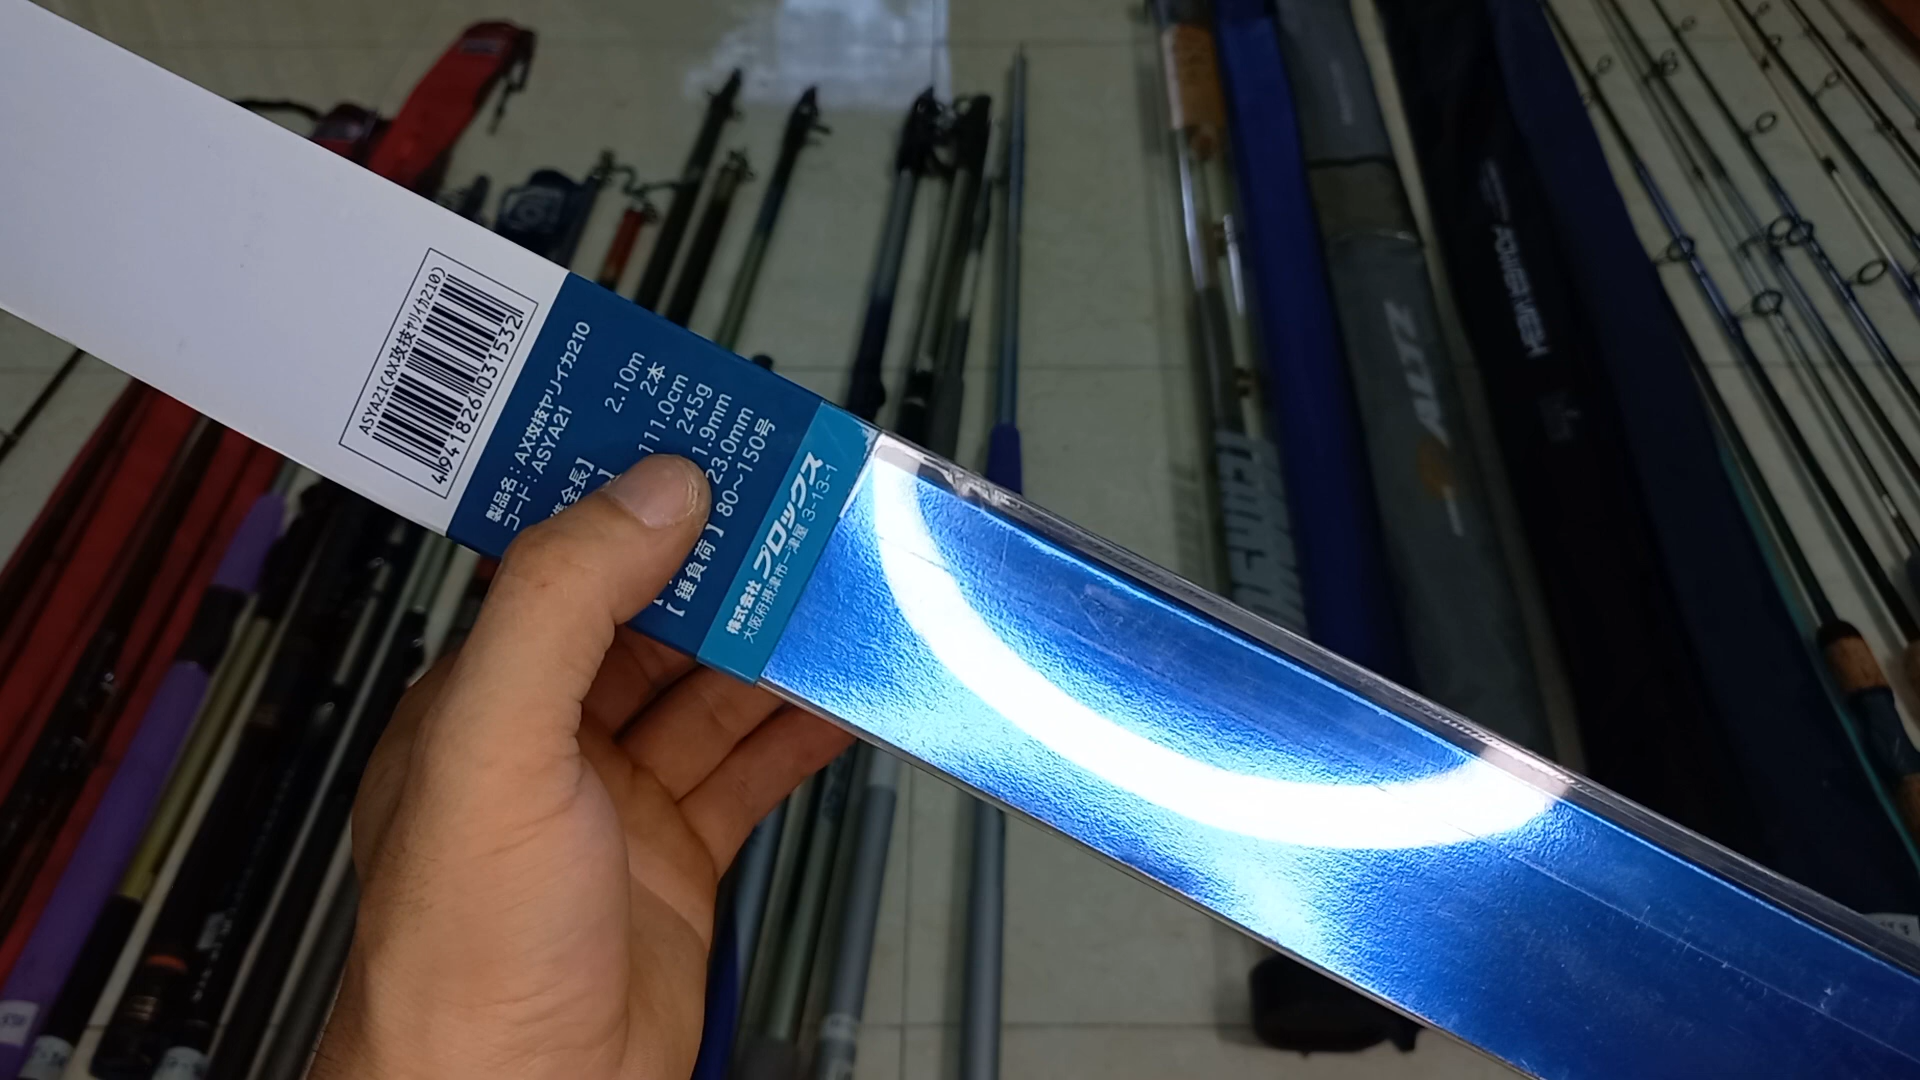 ASYA21(AX攻技ヤリイカ210)
4941826031532
製品名：AX攻技ヤリイカ210
コード：ASYA21
全長】 2.10m
2本
111.0cm
245g
1.9mm
23.0mm
【錘負荷】 80～150号
株式会社 プロックス
大阪府摂津市一津屋 3-13-1
ALTZ